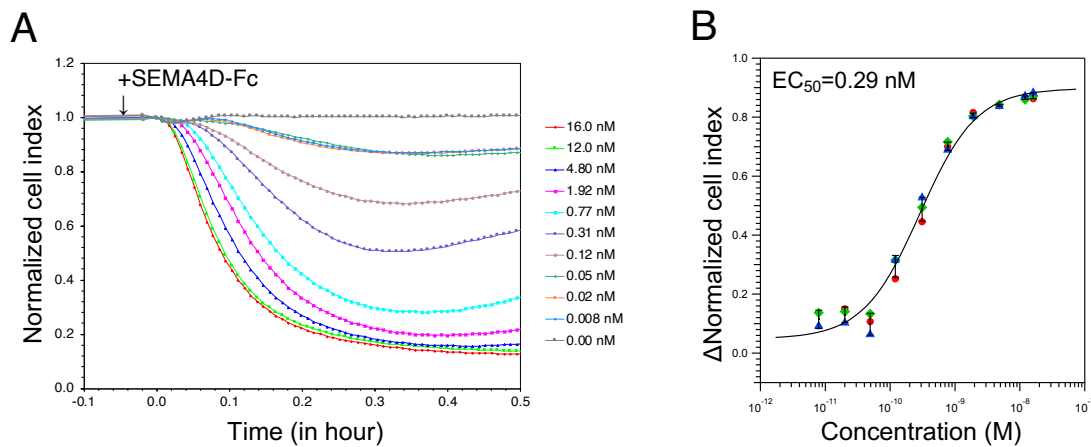 A
+SEMA4D-Fc
Normalized cell index
1.2
1.0
0.8
0.6
0.4
0.2
0.0
-0.1
0.0
0.1
0.2
0.3
0.4
0.5
Time (in hour)
16.0 nM
12.0 nM
4.80 nM
1.92 nM
0.77 nM
0.31 nM
0.12 nM
0.05 nM
0.02 nM
0.008 nM
0.00 nM
B
EC50=0.29 nM
ΔNormalized cell index
1.0
0.8
0.6
0.4
0.2
0.0
10-12
10-11
10-10
10-9
10-8
Concentration (M)